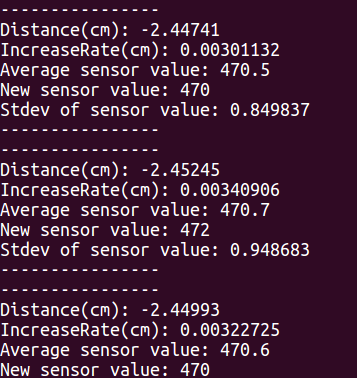 ----------------
Distance(cm): -2.44741
IncreaseRate(cm): 0.00301132
Average sensor value: 470.5
New sensor value: 470
Stdev of sensor value: 0.849837
----------------
----------------
Distance(cm): -2.45245
IncreaseRate(cm): 0.00340906
Average sensor value: 470.7
New sensor value: 472
Stdev of sensor value: 0.948683
----------------
----------------
Distance(cm): -2.44993
IncreaseRate(cm): 0.00322725
Average sensor value: 470.6
New sensor value: 470